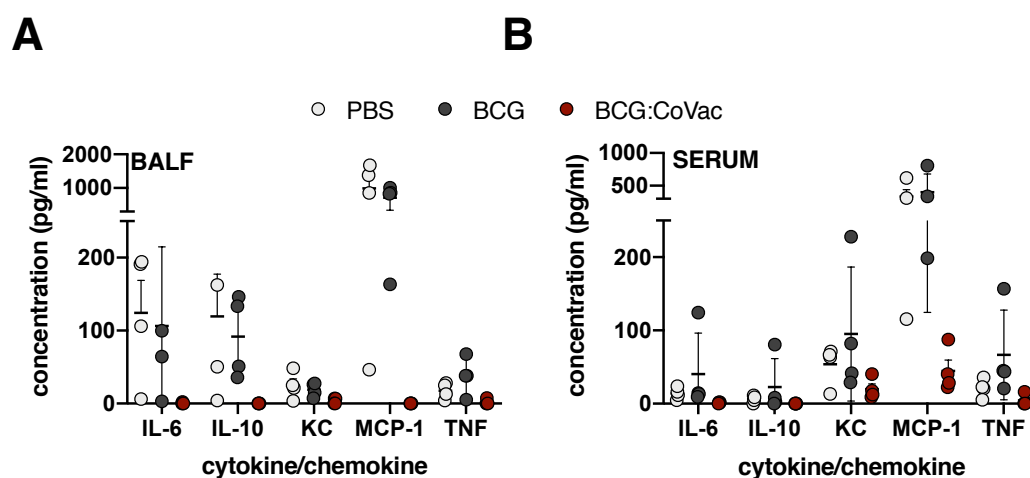 A
B
PBS BCG BCG:CoVac
BALF
concentration (pg/ml)
2000
1000
200
100
0
IL-6 IL-10 KC MCP-1 TNF
cytokine/chemokine
SERUM
concentration (pg/ml)
1000
500
200
100
0
IL-6 IL-10 KC MCP-1 TNF
cytokine/chemokine